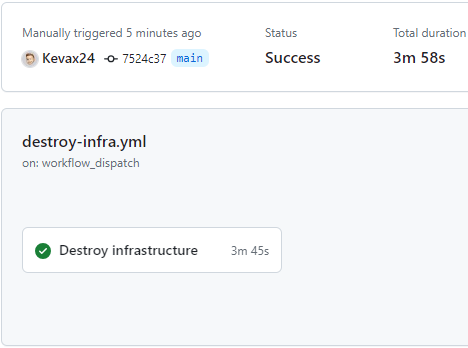 Manually triggered 5 minutes ago
Status
Total duration
Kevax24 7524c37 main
Success
3m 58s
destroy-infra.yml
on: workflow_dispatch
Destroy infrastructure 3m 45s